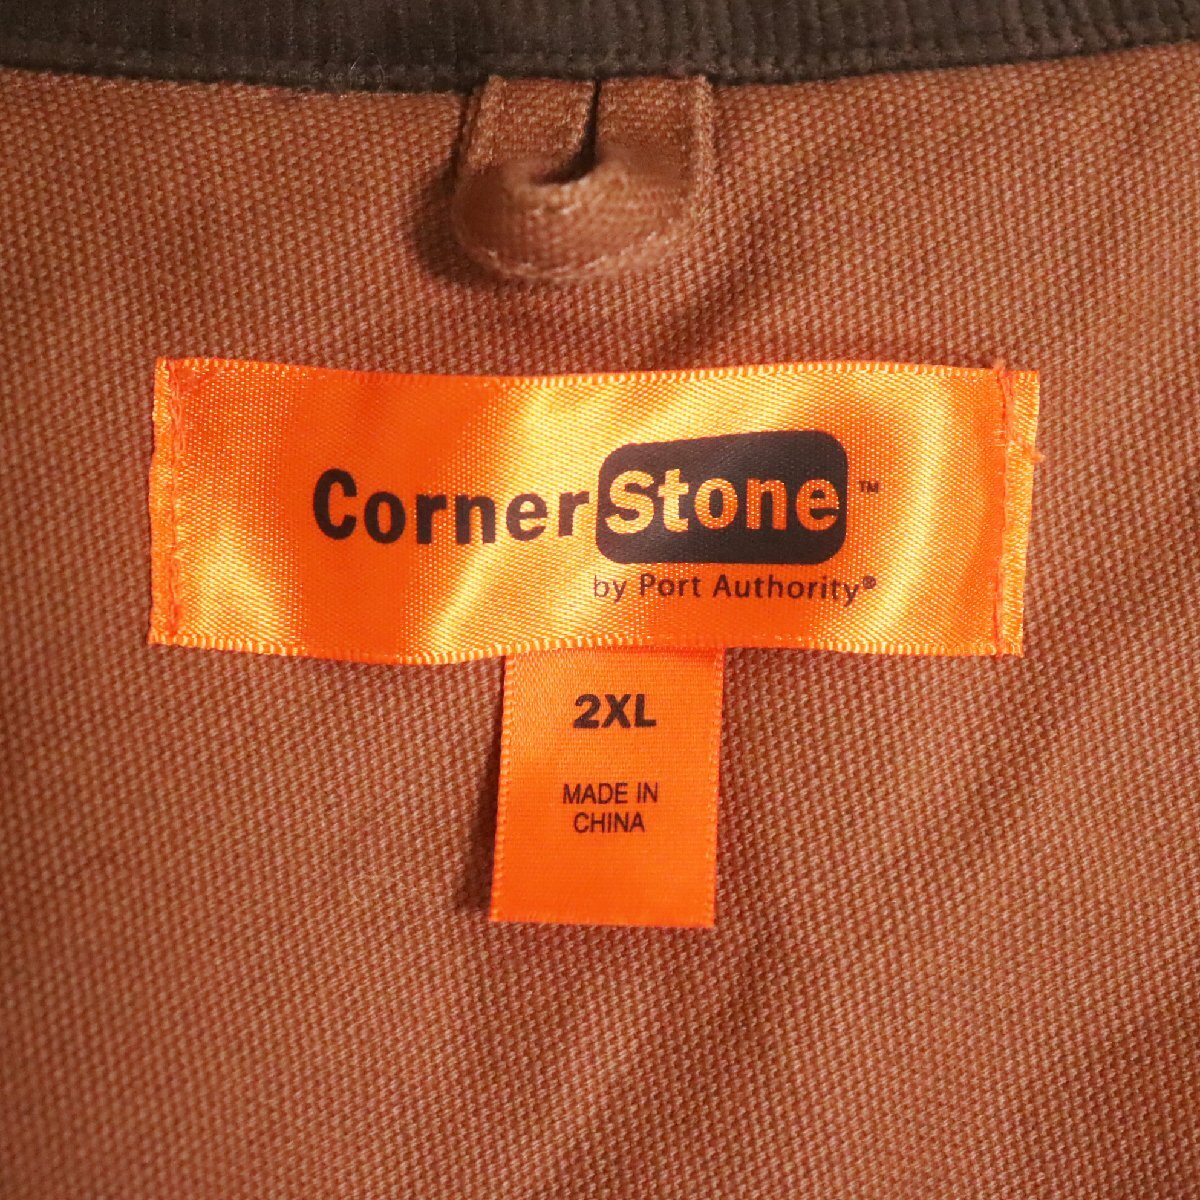 CornerStone™
by Port Authority®
2XL
MADE IN
CHINA